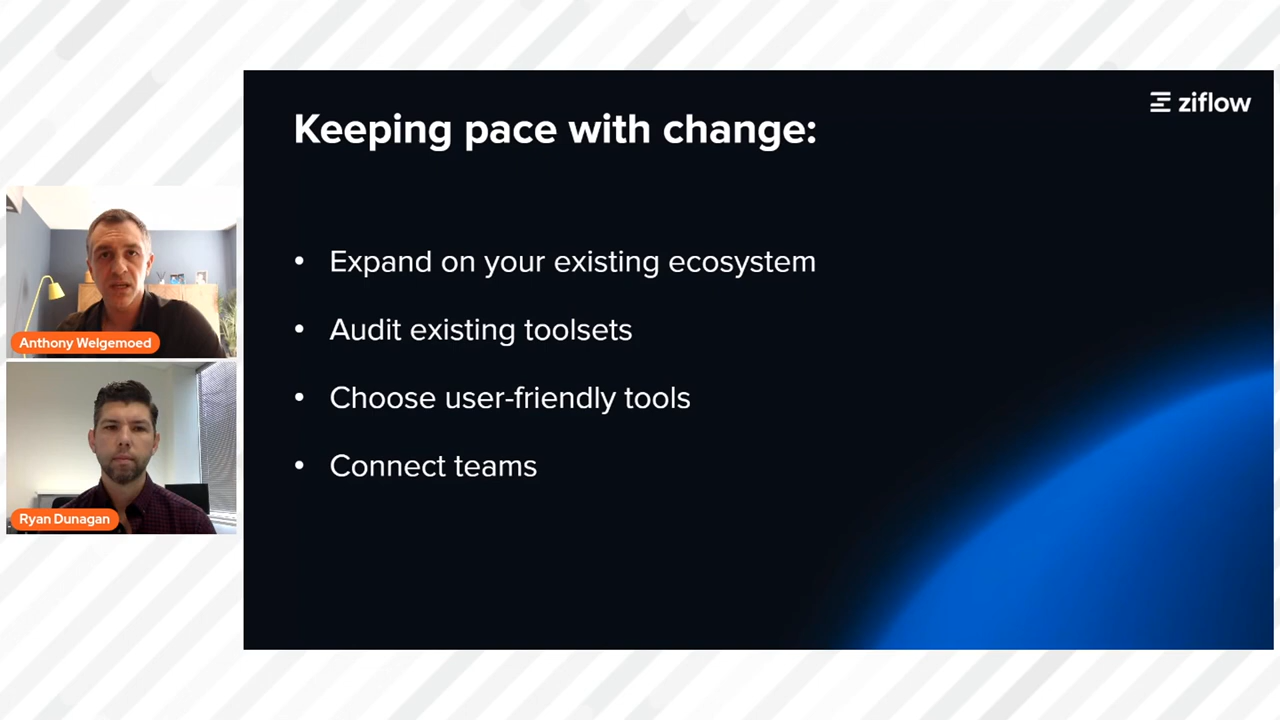 ziflow
Keeping pace with change:
• Expand on your existing ecosystem
• Audit existing toolsets
• Choose user-friendly tools
• Connect teams
Anthony Welgemoed
Ryan Dunagan